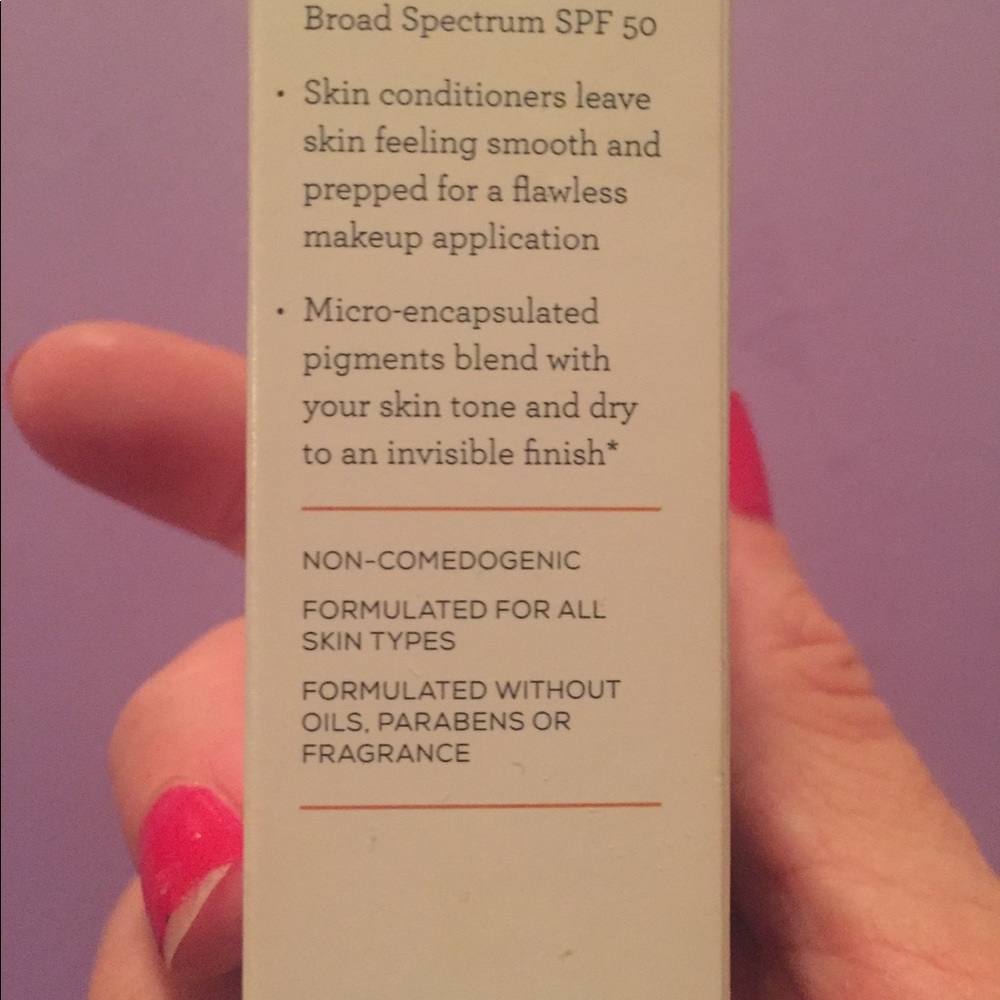 Broad Spectrum SPF 50
• Skin conditioners leave
skin feeling smooth and
prepped for a flawless
makeup application
• Micro-encapsulated
pigments blend with
your skin tone and dry
to an invisible finish*
NON-COMEDOGENIC
FORMULATED FOR ALL
SKIN TYPES
FORMULATED WITHOUT
OILS, PARABENS OR
FRAGRANCE